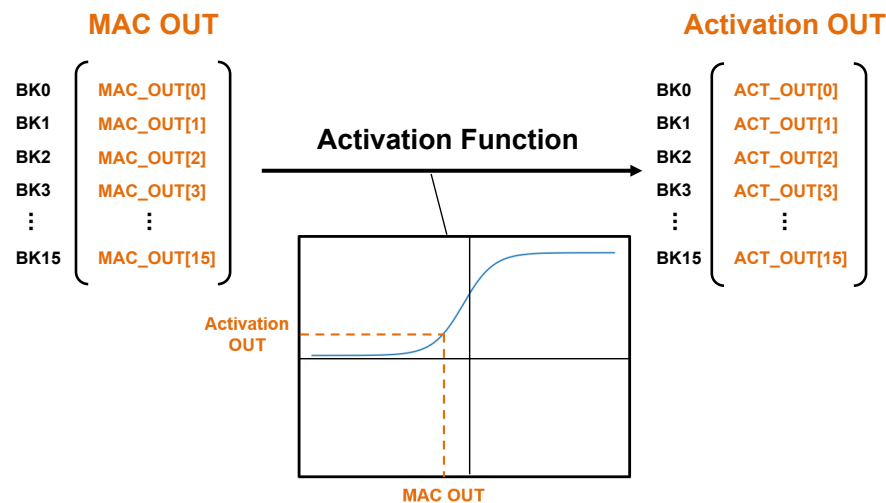 MAC OUT
Activation OUT
BK0 MAC_OUT[0]
BK1 MAC_OUT[1]
BK2 MAC_OUT[2]
BK3 MAC_OUT[3]
⋮ ⋮
BK15 MAC_OUT[15]
Activation Function
BK0 ACT_OUT[0]
BK1 ACT_OUT[1]
BK2 ACT_OUT[2]
BK3 ACT_OUT[3]
⋮ ⋮
BK15 ACT_OUT[15]
Activation
OUT
MAC OUT